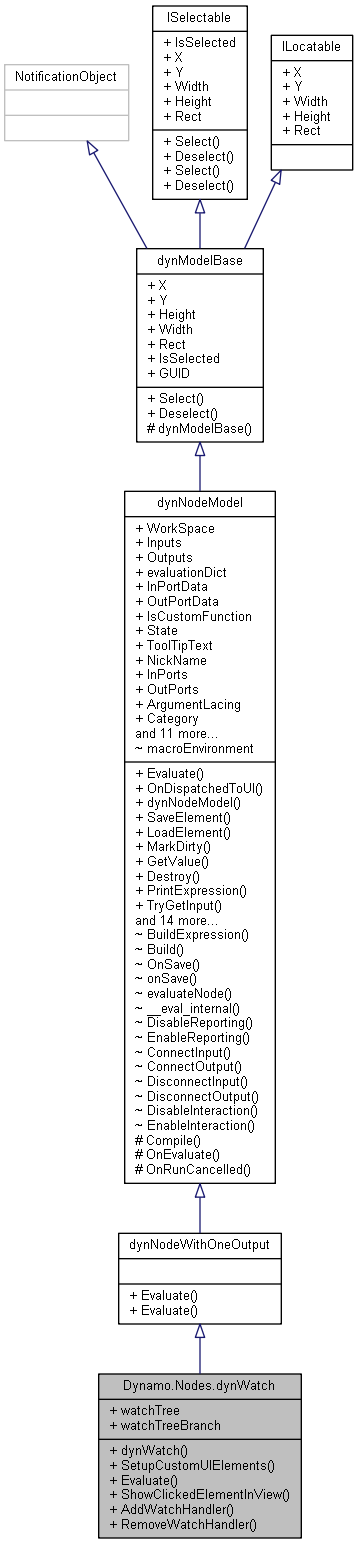 ISelectable
+ IsSelected
+ X
+ Y
+ Width
+ Height
+ Rect
+ Select()
+ Deselect()
+ Select()
+ Deselect()
ILocatable
+ X
+ Y
+ Width
+ Height
+ Rect
NotificationObject
dynModelBase
+ X
+ Y
+ Height
+ Width
+ Rect
+ IsSelected
+ GUID
+ Select()
+ Deselect()
# dynModelBase()
dynNodeModel
+ WorkSpace
+ Inputs
+ Outputs
+ evaluationDict
+ InPortData
+ OutPortData
+ IsCustomFunction
+ State
+ ToolTipText
+ NickName
+ InPorts
+ OutPorts
+ ArgumentLacing
+ Category
and 11 more...
~ macroEnvironment
+ Evaluate()
+ OnDispatchedToUI()
+ dynNodeModel()
+ SaveElement()
+ LoadElement()
+ MarkDirty()
+ GetValue()
+ Destroy()
+ PrintExpression()
+ TryGetInput()
and 14 more...
~ BuildExpression()
~ Build()
~ OnSave()
~ onSave()
~ evaluateNode()
~ __eval_internal()
~ DisableReporting()
~ EnableReporting()
~ ConnectInput()
~ ConnectOutput()
~ DisconnectInput()
~ DisconnectOutput()
~ DisableInteraction()
~ EnableInteraction()
# Compile()
# OnEvaluate()
# OnRunCancelled()
dynNodeWithOneOutput
+ Evaluate()
+ Evaluate()
Dynamo.Nodes.dynWatch
+ watchTree
+ watchTreeBranch
+ dynWatch()
+ SetupCustomUIElements()
+ Evaluate()
+ ShowClickedElementInView()
+ AddWatchHandler()
+ RemoveWatchHandler()